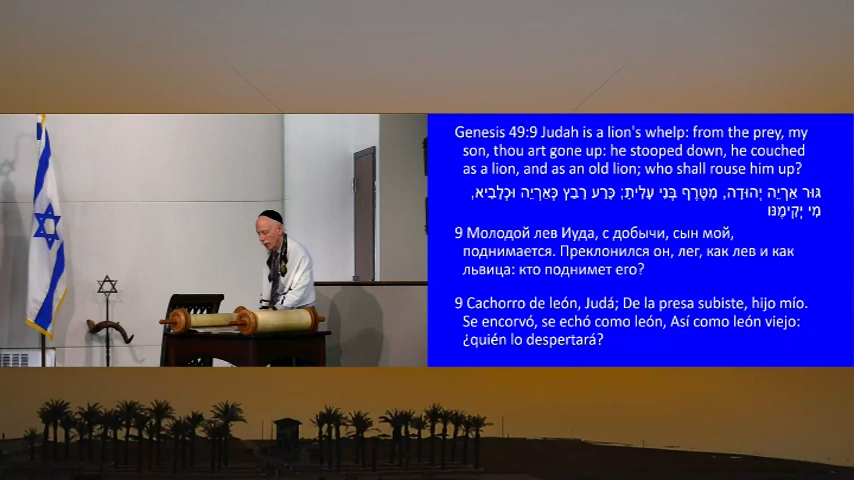 Genesis 49:9 Judah is a lion's whelp: from the prey, my
son, thou art gone up: he stooped down, he couched
as a lion, and as an old lion; who shall rouse him up?
גּוּר אַרְיֵה יְהוּדָה, מִטֶּרֶף בְּנִי עָלִיתָ; כָּרַע רָבַץ כְּאַרְיֵה וּכְלָבִיא,
מִי יְקִימֶנּוּ
9 Молодой лев Иуда, с добычи, сын мой,
поднимается. Преклонился он, лег, как лев и как
львица: кто поднимет его?
9 Cachorro de león, Judá; De la presa subiste, hijo mío.
Se encorvó, se echó como león, Así como león viejo:
¿quién lo despertará?